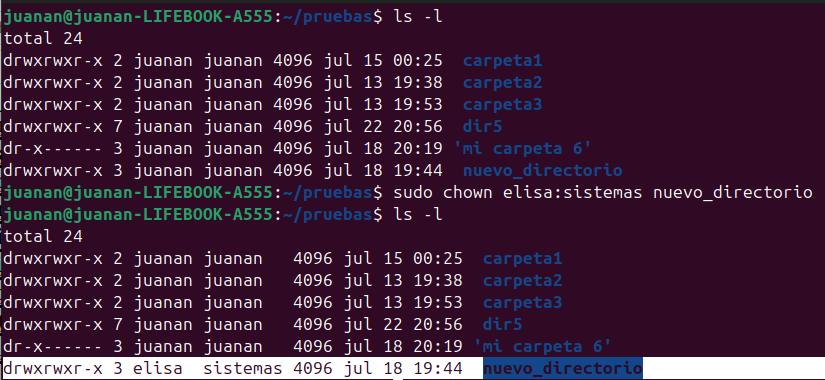 juanan@juanan-LIFEBOOK-A555:~/pruebas$ ls -l
total 24
drwxrwxr-x 2 juanan juanan 4096 jul 15 00:25  carpeta1
drwxrwxr-x 2 juanan juanan 4096 jul 13 19:38  carpeta2
drwxrwxr-x 2 juanan juanan 4096 jul 13 19:53  carpeta3
drwxrwxr-x 7 juanan juanan 4096 jul 22 20:56  dir5
dr-x------ 3 juanan juanan 4096 jul 18 20:19 'mi carpeta 6'
drwxrwxr-x 3 juanan juanan 4096 jul 18 19:44  nuevo_directorio
juanan@juanan-LIFEBOOK-A555:~/pruebas$ sudo chown elisa:sistemas nuevo_directorio
juanan@juanan-LIFEBOOK-A555:~/pruebas$ ls -l
total 24
drwxrwxr-x 2 juanan juanan   4096 jul 15 00:25  carpeta1
drwxrwxr-x 2 juanan juanan   4096 jul 13 19:38  carpeta2
drwxrwxr-x 2 juanan juanan   4096 jul 13 19:53  carpeta3
drwxrwxr-x 7 juanan juanan   4096 jul 22 20:56  dir5
dr-x------ 3 juanan juanan   4096 jul 18 20:19 'mi carpeta 6'
drwxrwxr-x 3 elisa  sistemas 4096 jul 18 19:44  nuevo_directorio